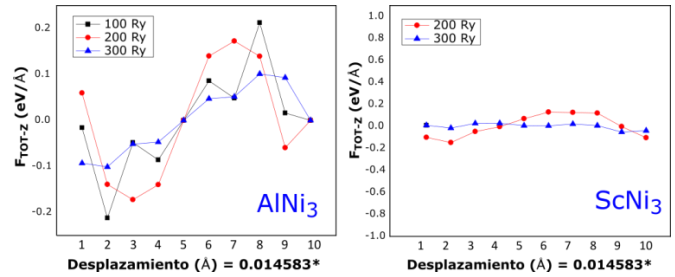 100 Ry
200 Ry
300 Ry
0.2
0.1
0.0
-0.1
-0.2
F_TOT-Z (eV/Å)
AlNi₃
1 2 3 4 5 6 7 8 9 10
Desplazamiento (Å) = 0.014583*
200 Ry
300 Ry
1.0
0.8
0.6
0.4
0.2
0.0
-0.2
-0.4
-0.6
-0.8
-1.0
F_TOT-Z (eV/Å)
ScNi₃
1 2 3 4 5 6 7 8 9 10
Desplazamiento (Å) = 0.014583*